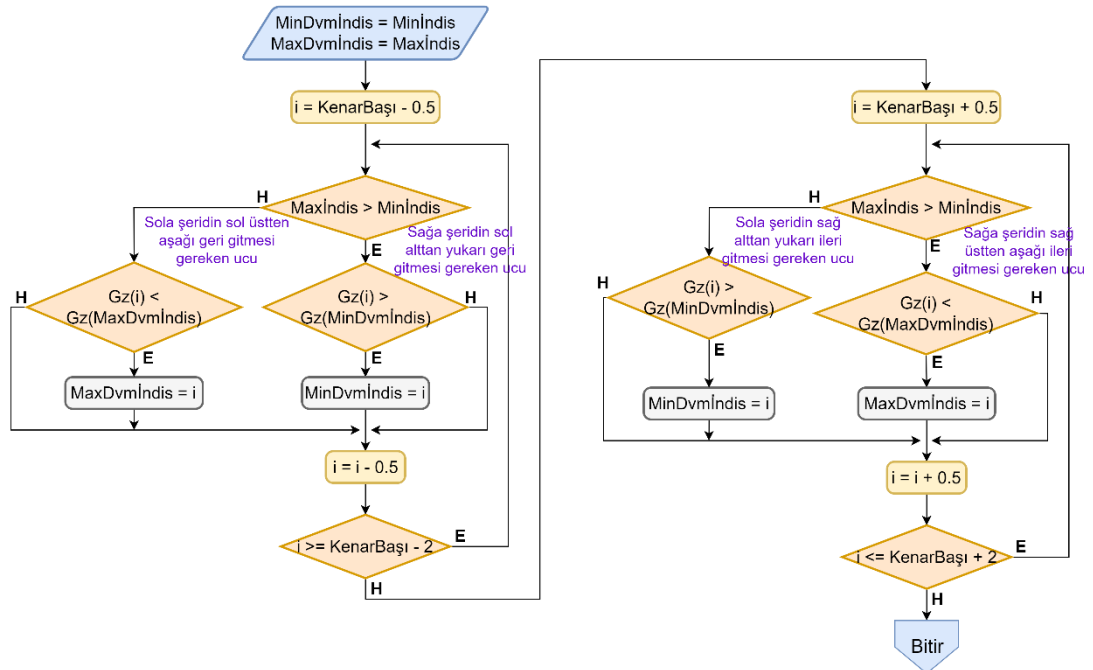 MinDvmİndis = Minİndis
MaxDvmİndis = Maxİndis
i = KenarBaşı - 0.5
H
Maxİndis > Minİndis
Sola şeridin sol üstten
aşağı geri gitmesi
gereken ucu
Sağa şeridin sol
alttan yukarı geri
gitmesi gereken ucu
E
H
Gz(i) <
Gz(MaxDvmİndis)
Gz(i) >
Gz(MinDvmİndis)
H
E
E
MaxDvmİndis = i
MinDvmİndis = i
i = i - 0.5
i >= KenarBaşı - 2
E
H
i = KenarBaşı + 0.5
H
Maxİndis > Minİndis
Sola şeridin sağ
alttan yukarı ileri
gitmesi gereken ucu
Sağa şeridin sağ
üstten aşağı ileri
gitmesi gereken ucu
E
H
Gz(i) >
Gz(MinDvmİndis)
Gz(i) <
Gz(MaxDvmİndis)
H
E
E
MinDvmİndis = i
MaxDvmİndis = i
i = i + 0.5
i <= KenarBaşı + 2
E
H
Bitir